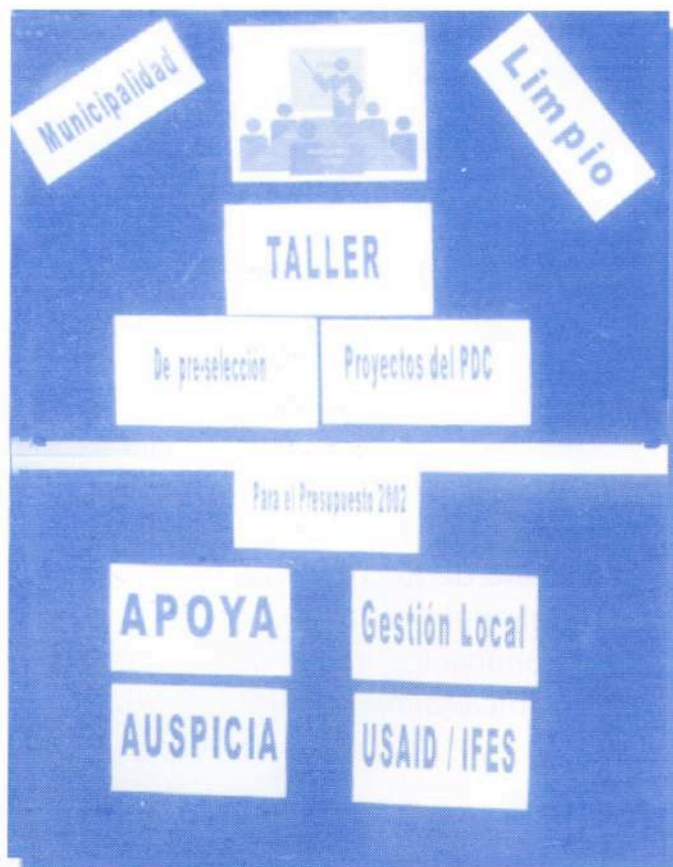 Municipalidad
Limpio
TALLER
De pre-selección Proyectos del PDC
Para el Presupuesto 2002
APOYA Gestión Local
AUSPICIA USAID / IFES